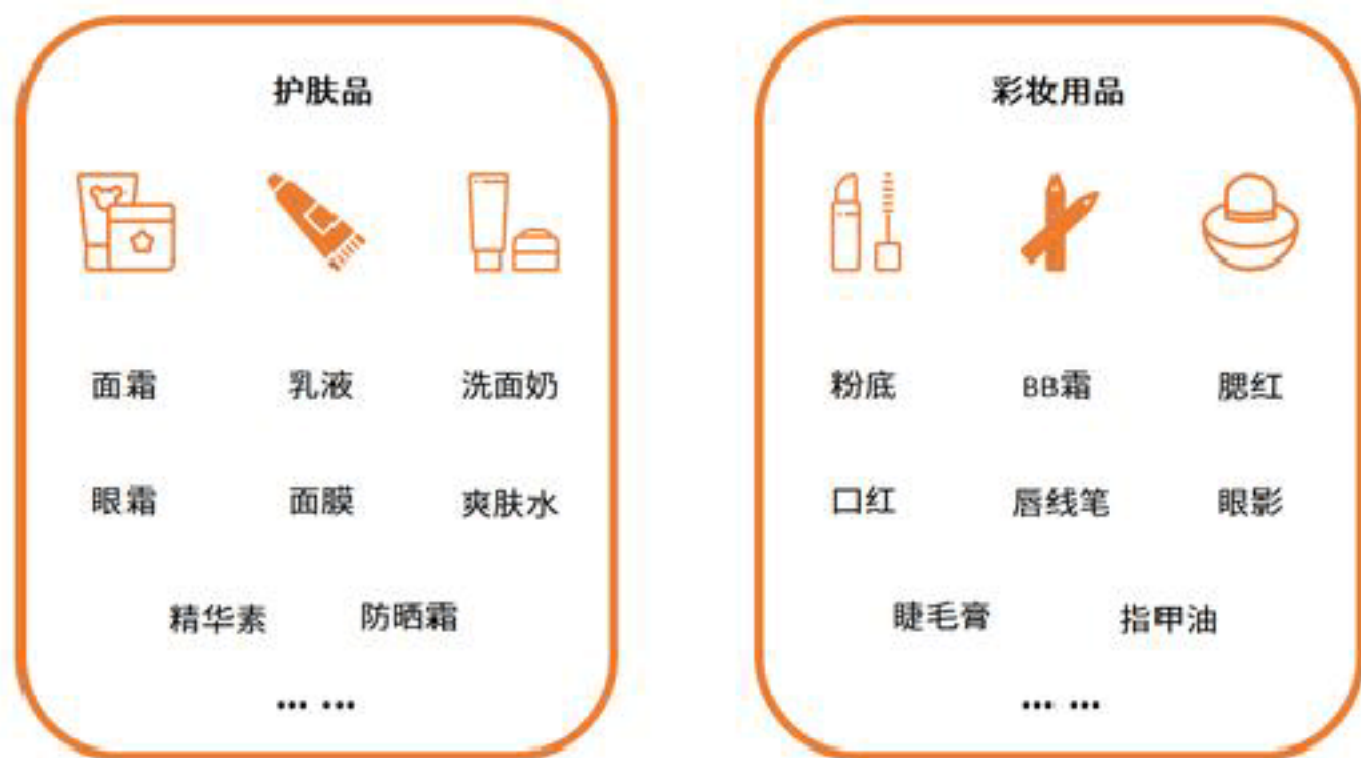 护肤品
面霜 乳液 洗面奶
眼霜 面膜 爽肤水
精华素 防晒霜
... ...
彩妆用品
粉底 BB霜 腮红
口红 唇线笔 眼影
睫毛膏 指甲油
... ...